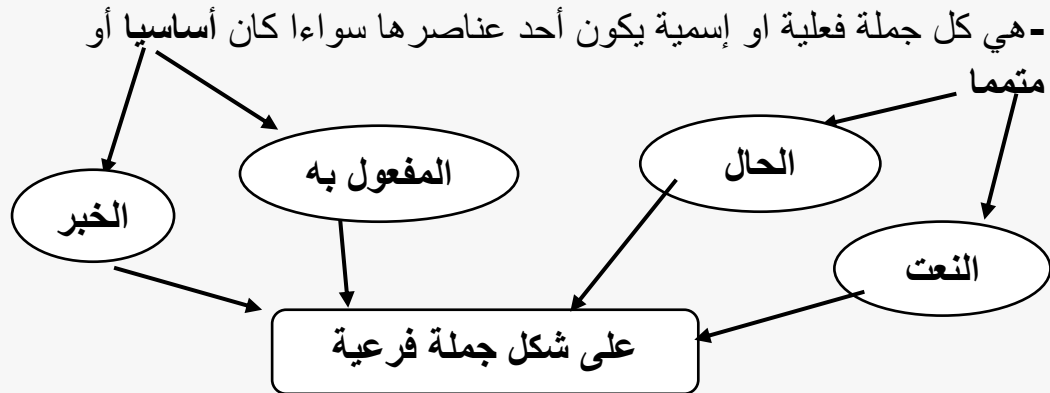 -هي كل جملة فعلية او إسمية يكون أحد عناصرها سواءا كان أساسيا أو
متمما
الحال
المفعول به
الخبر
النعت
على شكل جملة فرعية